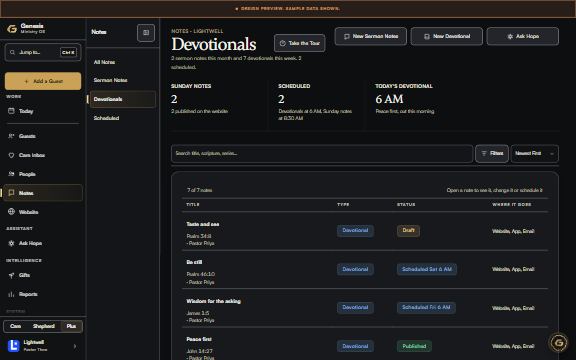 DESIGN PREVIEW. SAMPLE DATA SHOWN.
Genesis
Ministry OS
Jump to...
Ctrl K
Add a Guest
WORK
Today
Guests
Care Inbox
People
Notes
Website
ASSISTANT
Ask Hope
INTELLIGENCE
Gifts
Reports
Care
Shepherd
Plus
Lightwell
Pastor Theo
Notes
All Notes
Sermon Notes
Devotionals
Scheduled
NOTES · LIGHTWELL
Devotionals
2 sermon notes this month and 7 devotionals this week. 2
scheduled.
Take the Tour
New Sermon Notes
New Devotional
Ask Hope
SUNDAY NOTES
2
2 published on the website
SCHEDULED
2
Devotionals at 6 AM, Sunday notes
at 8:30 AM
TODAY'S DEVOTIONAL
6 AM
Peace first, out this morning
Search title, scripture, series...
Filters
Newest First
7 of 7 notes
Open a note to see it, change it or schedule it
TITLE
TYPE
STATUS
WHERE IT GOES
Taste and see
Psalm 34:8
· Pastor Priya
Devotional
Draft
Website, App, Email
Be still
Psalm 46:10
· Pastor Priya
Devotional
Scheduled Sat 6 AM
Website, App, Email
Wisdom for the asking
James 1:5
· Pastor Priya
Devotional
Scheduled Fri 6 AM
Website, App, Email
Peace first
John 14:27
· Pastor Priya
Devotional
Published
Website, App, Email